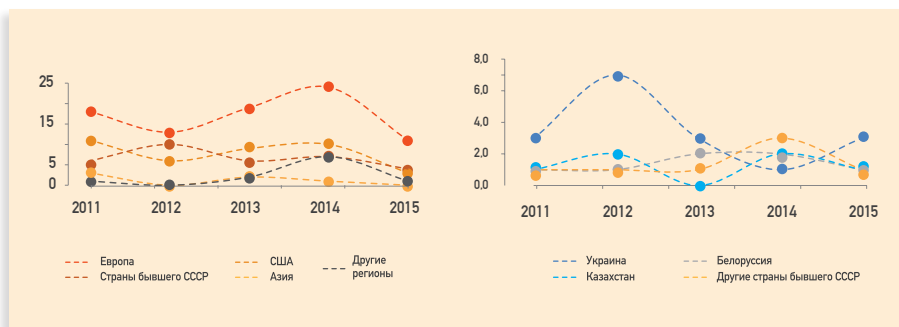 25
15
5
0
2011 2012 2013 2014 2015
Европа
Страны бывшего СССР
США
Азия
Другие
регионы
8,0
6,0
4,0
2,0
0,0
2011 2012 2013 2014 2015
Украина
Казахстан
Белоруссия
Другие страны бывшего СССР